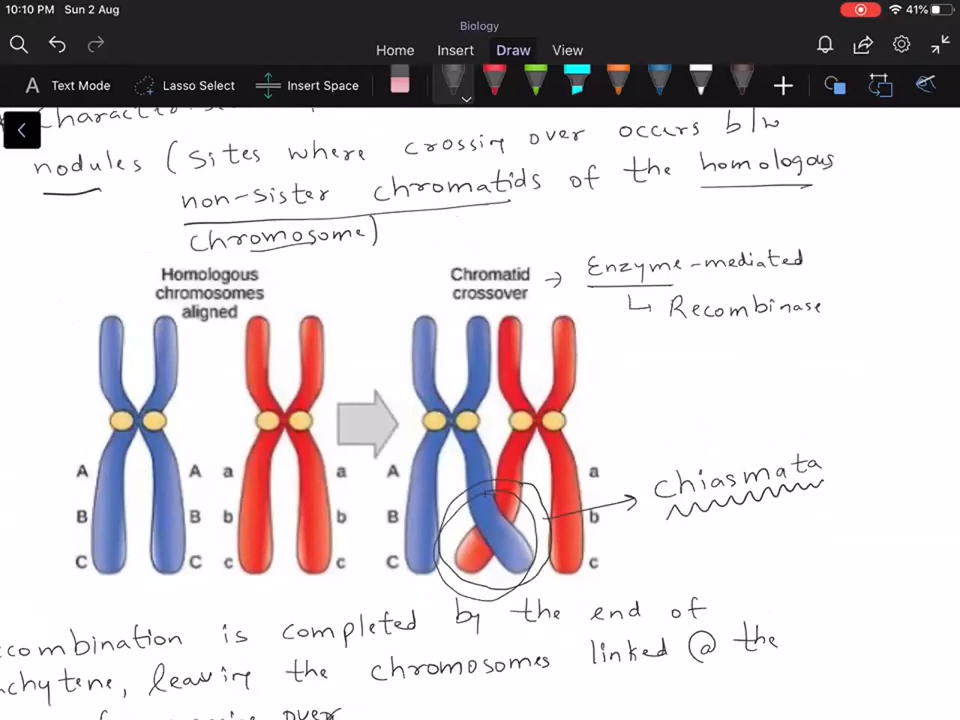 10:10 PM Sun 2 Aug
41%
Biology
Home Insert Draw View
A Text Mode Lasso Select Insert Space
nodules (sites where crossing over occurs b/w
non-sister chromatids of the homologous
chromosome)
Homologous
chromosomes
aligned
Chromatid
crossover
→ Enzyme-mediated
↳ Recombinase
A A a a A a
B B b b B b
C C c c C c
chiasmata
combination is completed by the end of
chytene, leaving the chromosomes linked @ the
over